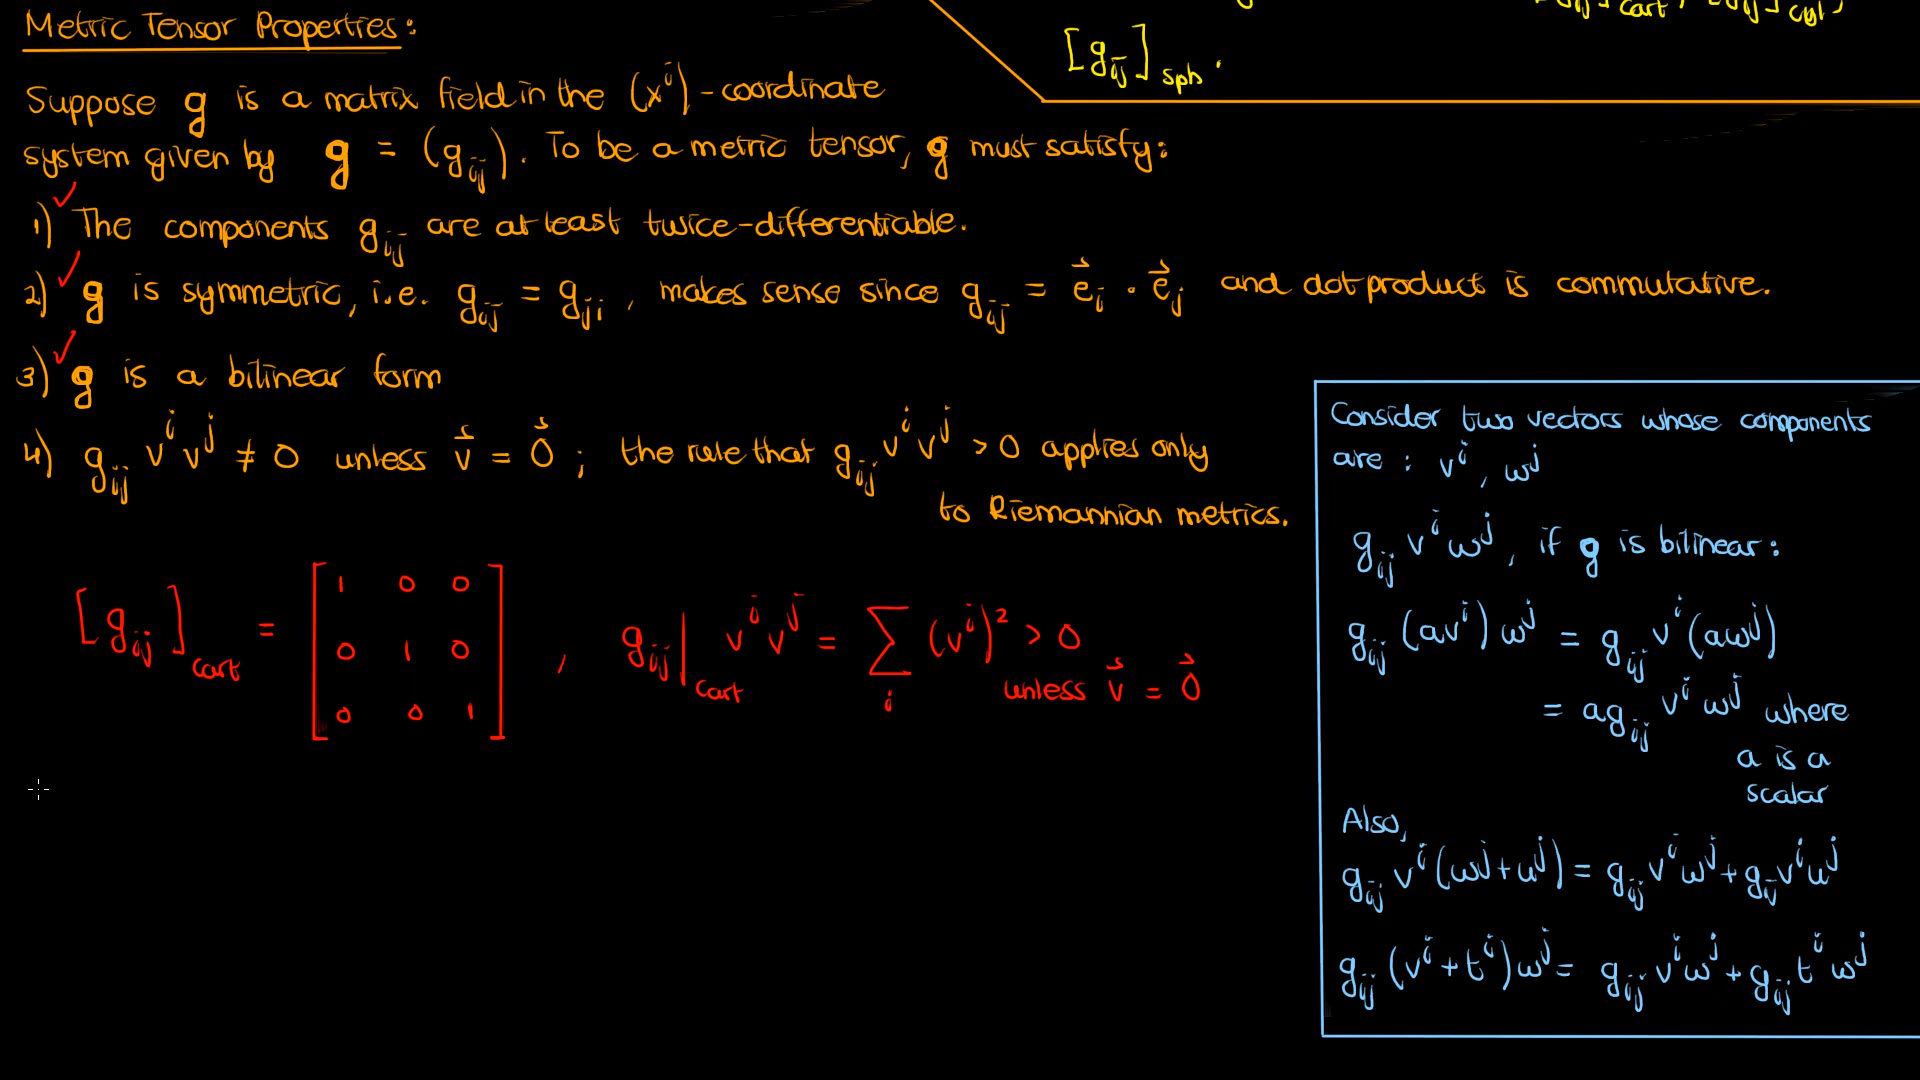 Metric Tensor Properties:
[g_ij]_sph.
Suppose g is a matrix field in the (x^i)-coordinate
system given by g = (g_ij). To be a metric tensor, g must satisfy:
1) ✓ The components g_ij are at least twice-differentiable.
2) ✓ g is symmetric, i.e. g_ij = g_ji, makes sense since g_ij = e⃗_i · e⃗_j and dot product is commutative.
3) ✓ g is a bilinear form
4) g_ij v^i v^j ≠ 0 unless v⃗ = 0⃗ ; the rule that g_ij v^i v^j > 0 applies only
to Riemannian metrics.
[g_ij]_cart = [1 0 0
0 1 0
0 0 1] , g_ij|_cart v^i v^j = ∑_i (v^i)² > 0
unless v⃗ = 0⃗
Consider two vectors whose components
are : v^i, w^j
g_ij v^i w^j, if g is bilinear:
g_ij (av^i) w^j = g_ij v^i (aw^j)
= a g_ij v^i w^j where
a is a
scalar
Also,
g_ij v^i (w^j + u^j) = g_ij v^i w^j + g_ij v^i u^j
g_ij (v^i + t^i) w^j = g_ij v^i w^j + g_ij t^i w^j